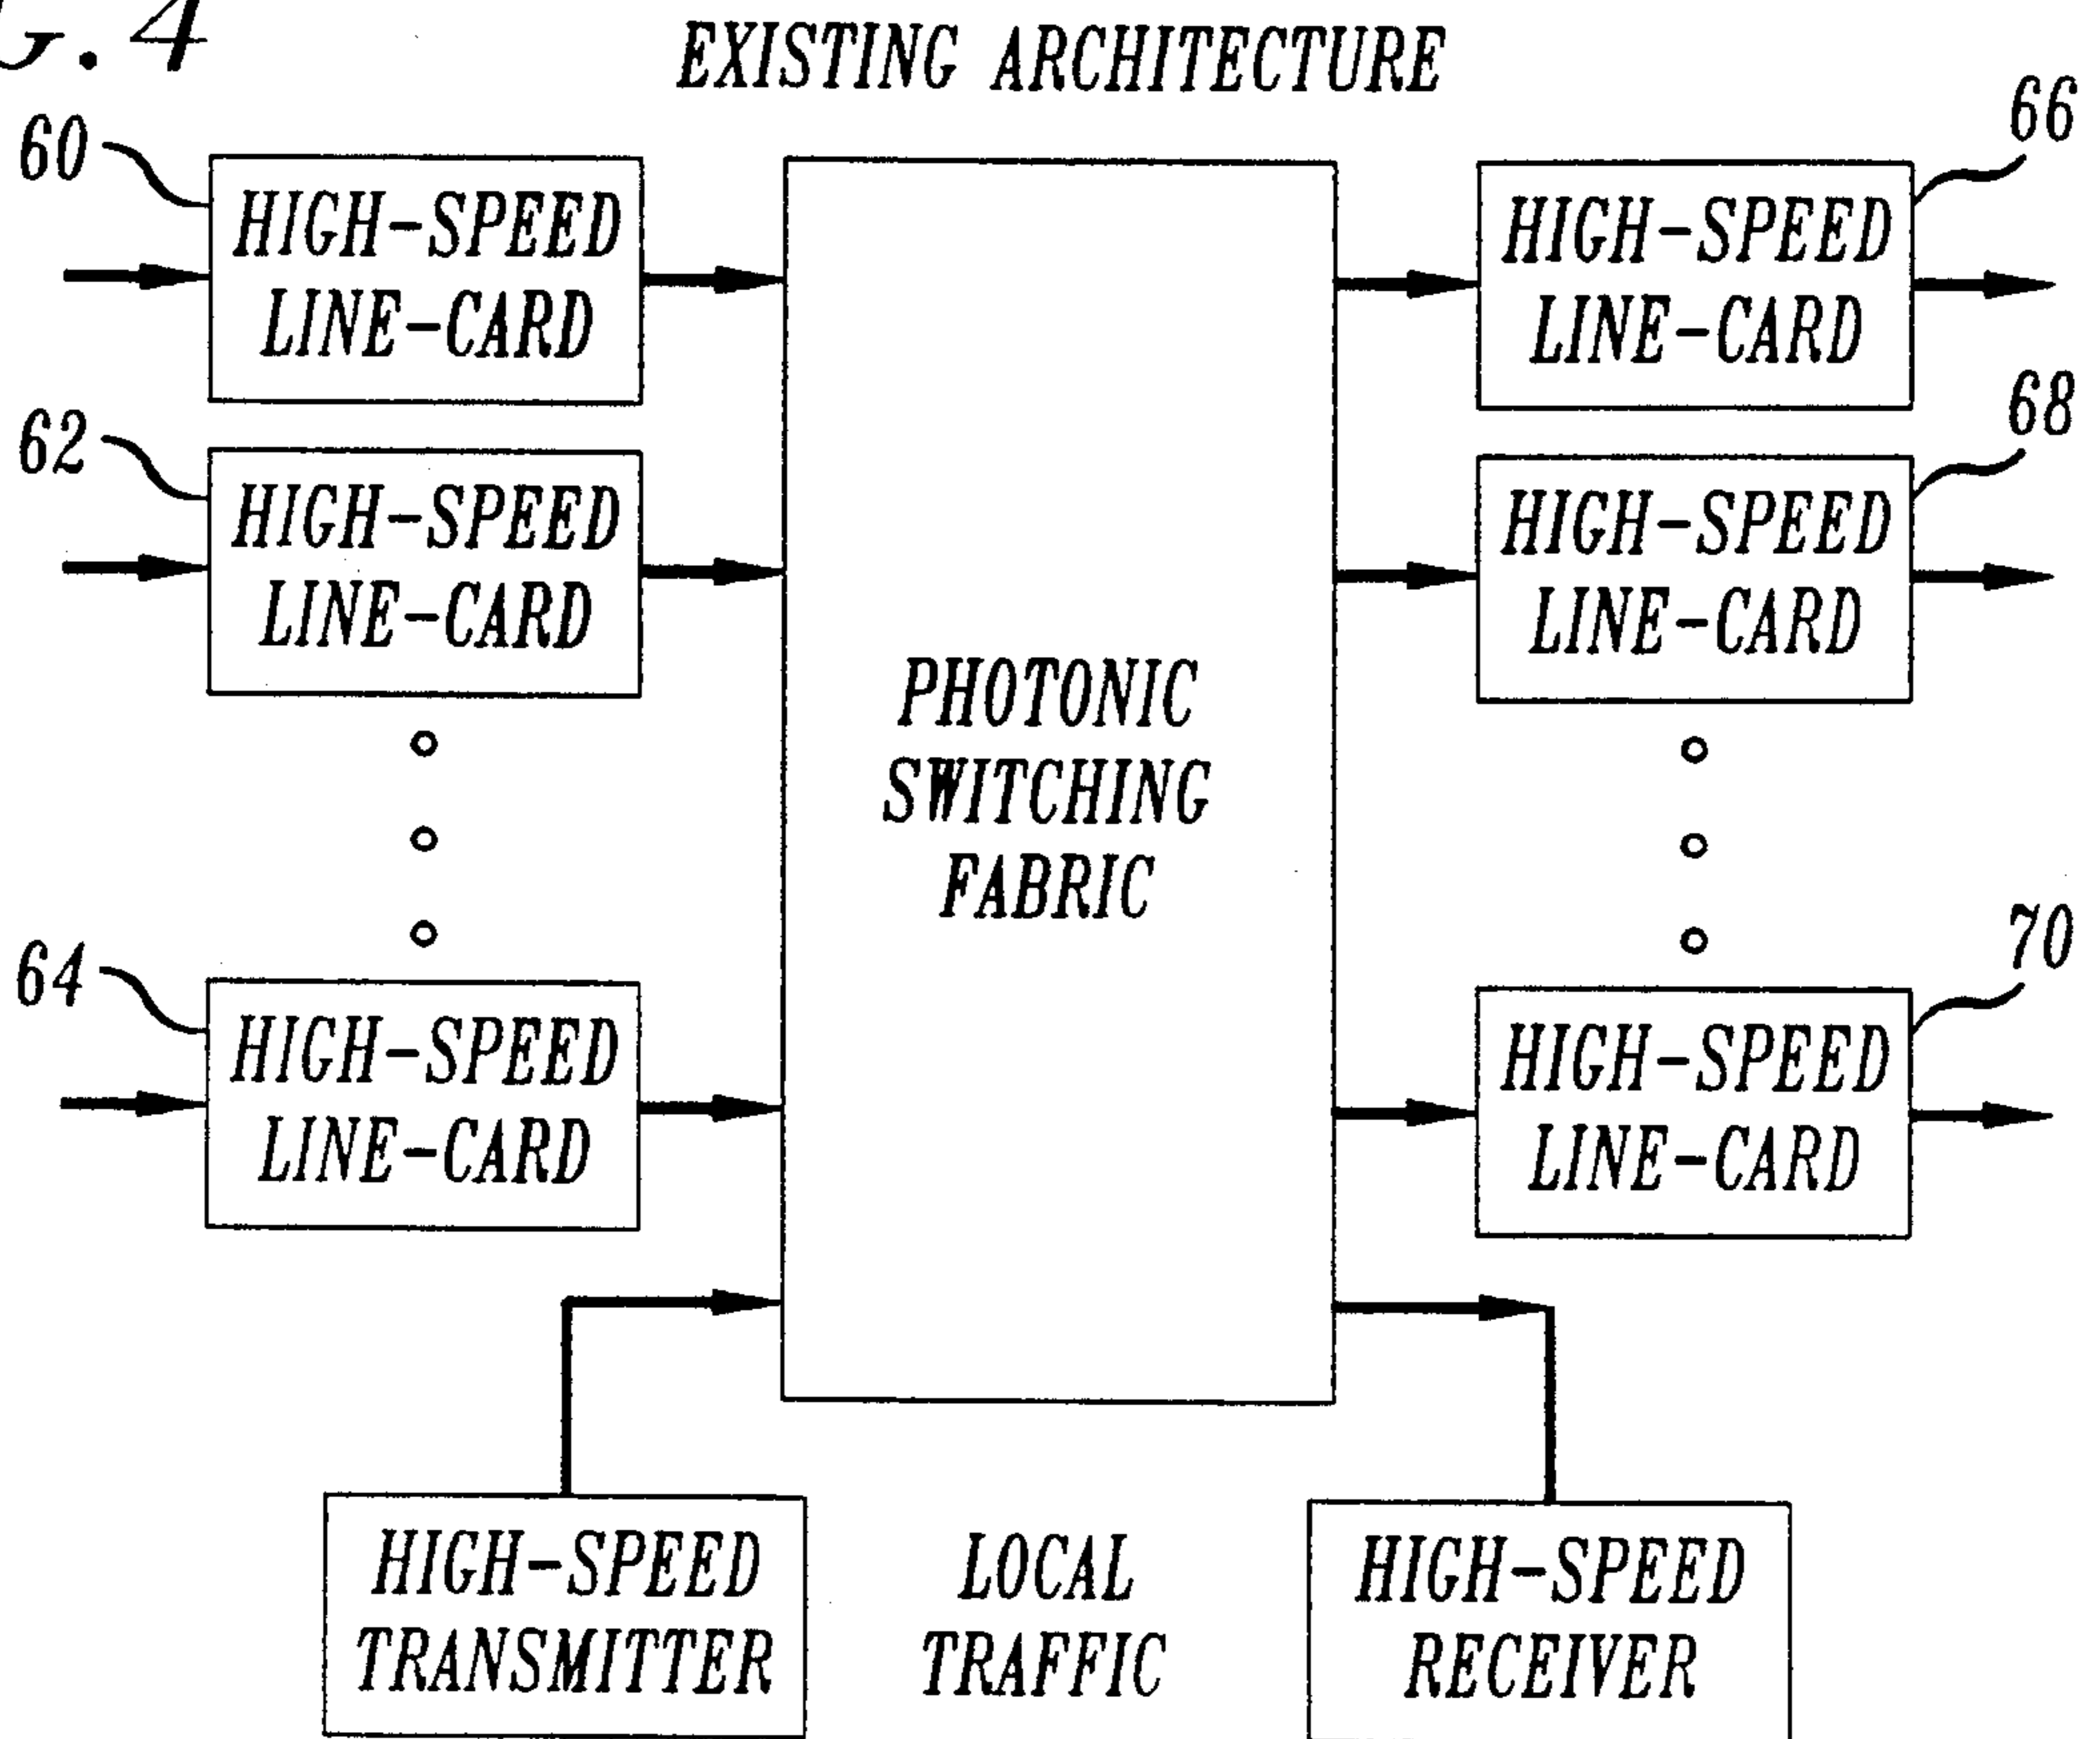 G. 4
EXISTING ARCHITECTURE
60
HIGH-SPEED
LINE-CARD
62
HIGH-SPEED
LINE-CARD
64
HIGH-SPEED
LINE-CARD
PHOTONIC
SWITCHING
FABRIC
66
HIGH-SPEED
LINE-CARD
68
HIGH-SPEED
LINE-CARD
70
HIGH-SPEED
LINE-CARD
HIGH-SPEED
TRANSMITTER
LOCAL
TRAFFIC
HIGH-SPEED
RECEIVER